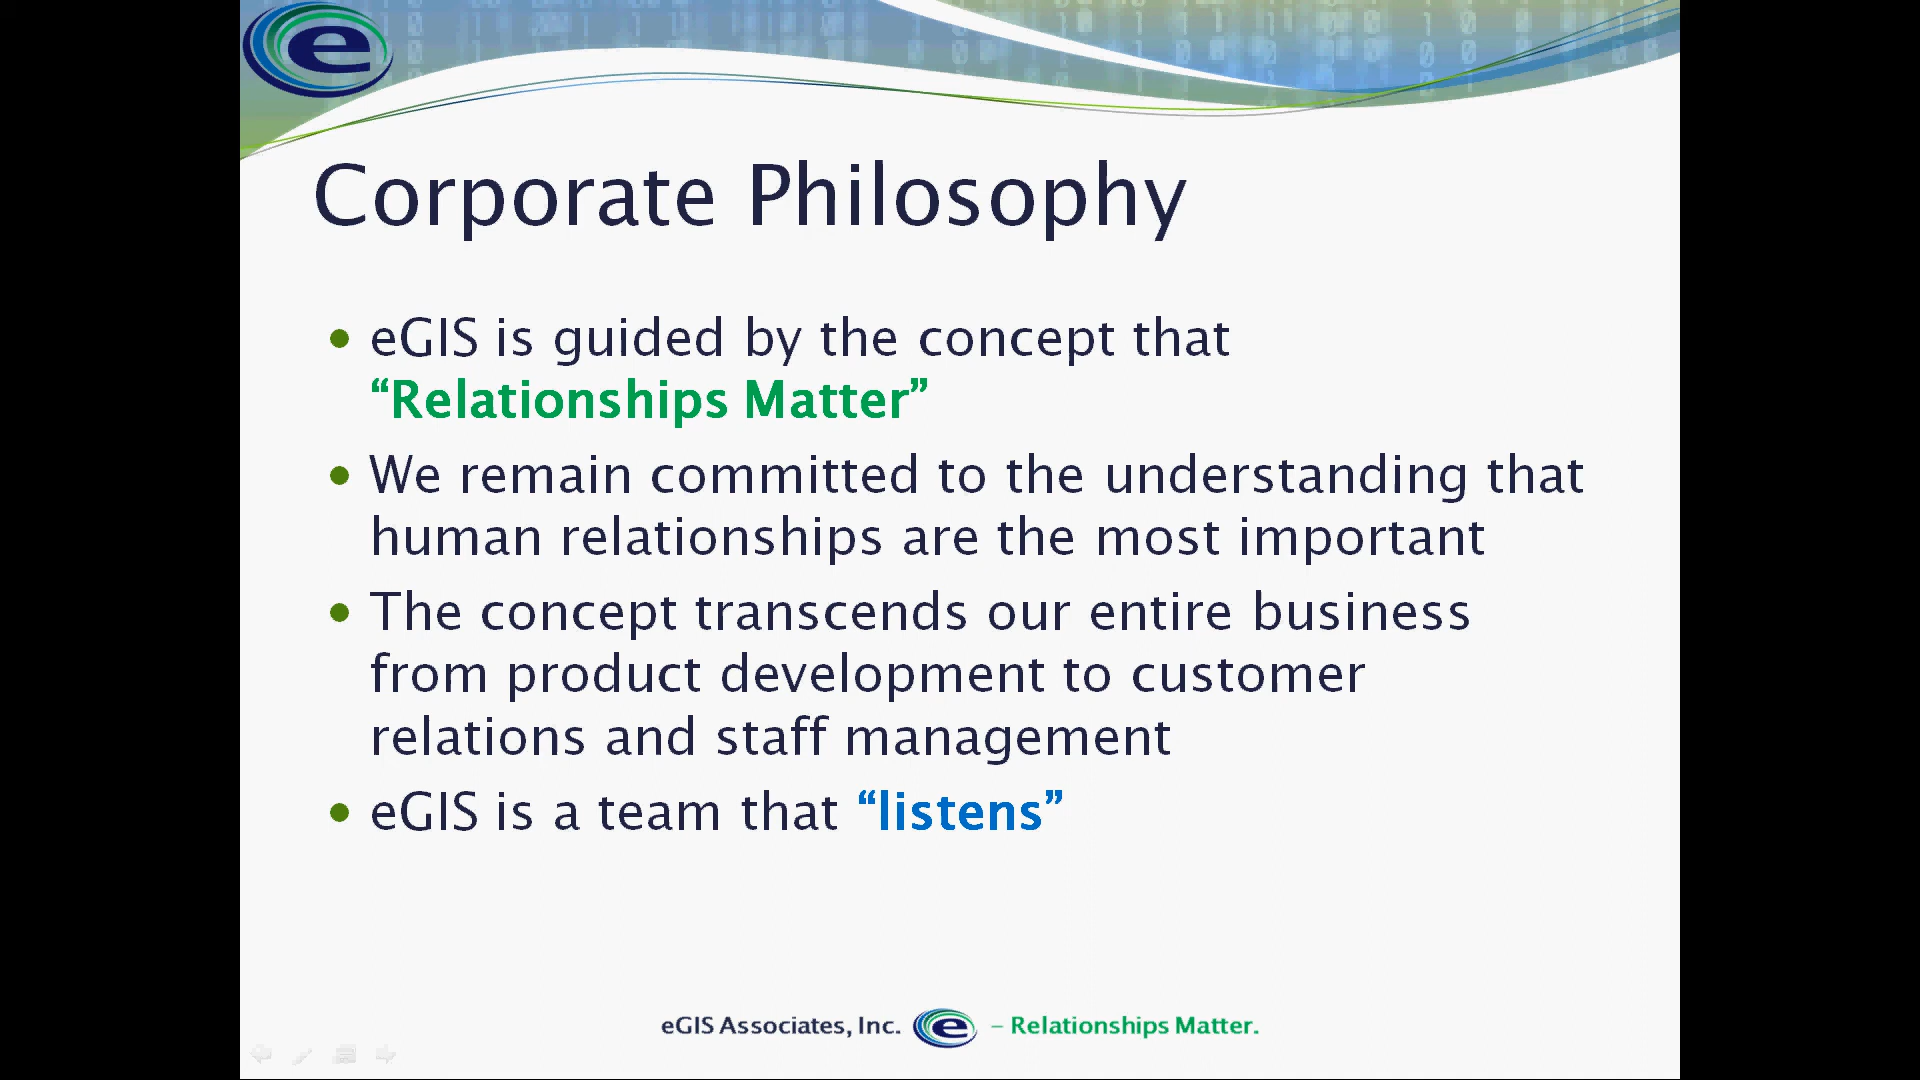 Corporate Philosophy
• eGIS is guided by the concept that
“Relationships Matter”
• We remain committed to the understanding that
human relationships are the most important
• The concept transcends our entire business
from product development to customer
relations and staff management
• eGIS is a team that “listens”
eGIS Associates, Inc. e – Relationships Matter.